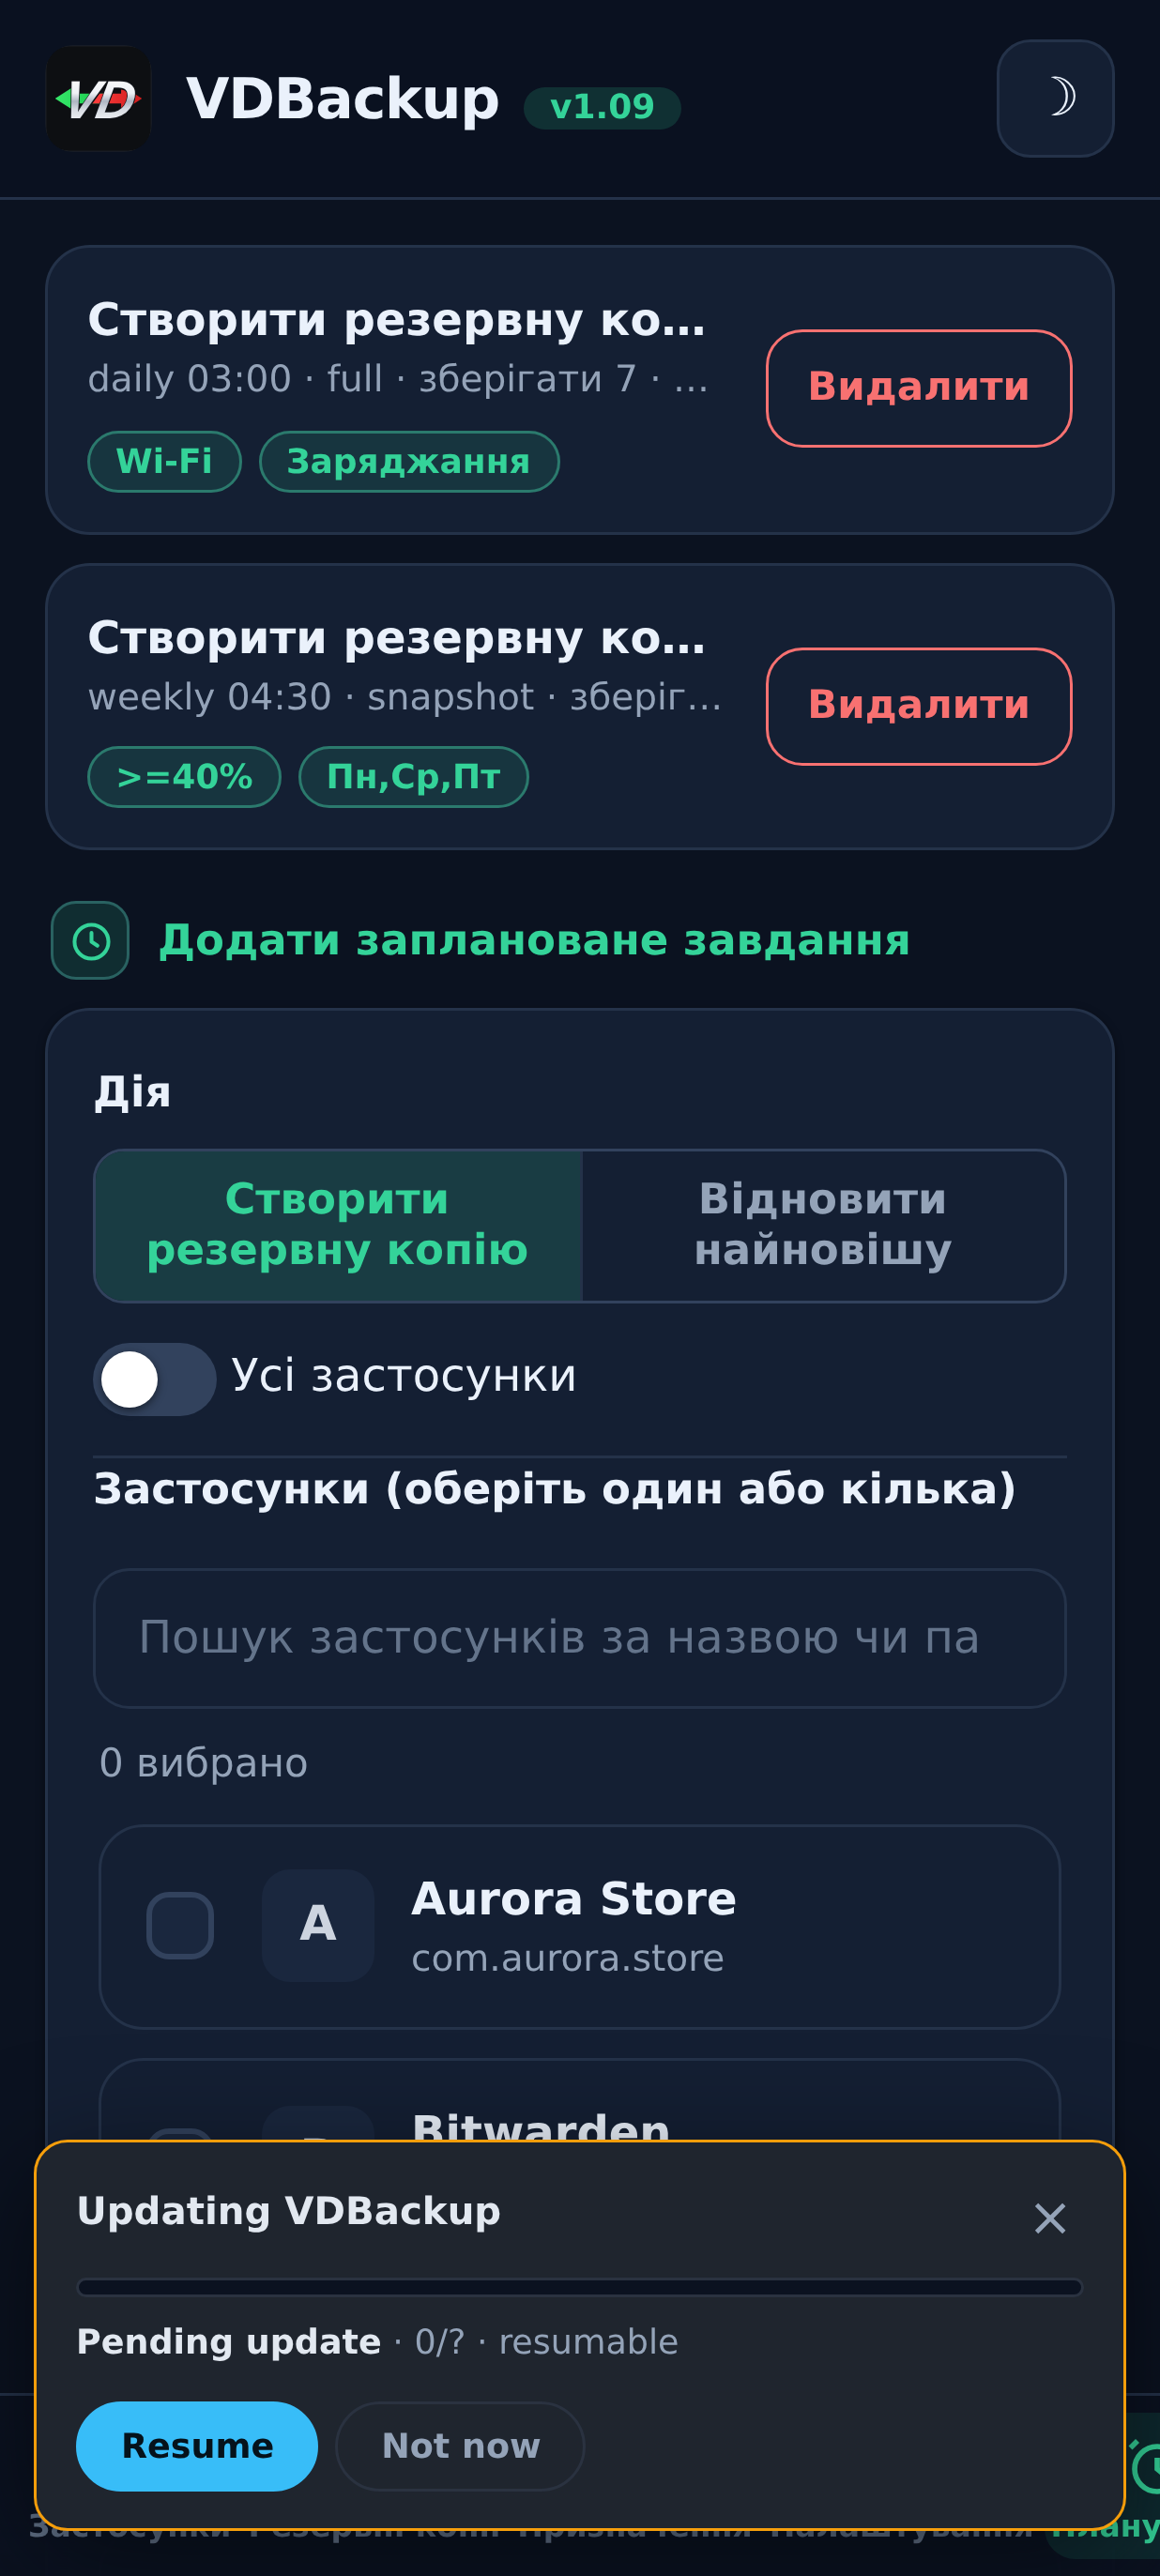 VD
VDBackup v1.09
Створити резервну ко…
daily 03:00 · full · зберігати 7 · …
Wi-Fi
Заряджання
Видалити
Створити резервну ко…
weekly 04:30 · snapshot · зберіг…
>=40%
Пн,Ср,Пт
Видалити
Додати заплановане завдання
Дія
Створити
резервну копію
Відновити
найновішу
Усі застосунки
Застосунки (оберіть один або кілька)
Пошук застосунків за назвою чи па
0 вибрано
A
Aurora Store
com.aurora.store
Bitwarden
Updating VDBackup
×
Pending update · 0/? · resumable
Resume
Not now